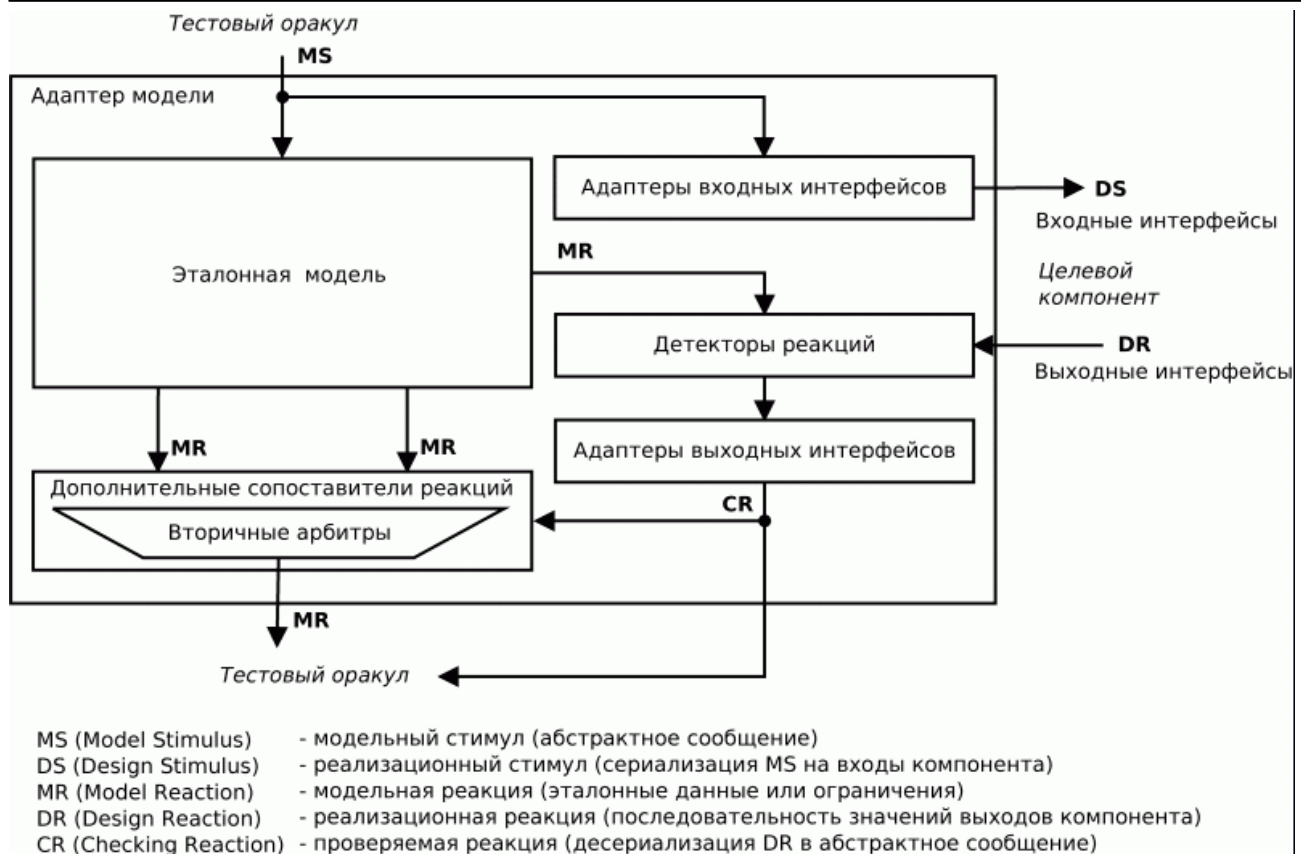 Тестовый оракул
MS
Адаптер модели
Адаптеры входных интерфейсов
DS
Входные интерфейсы
MR
Эталонная модель
Целевой
компонент
Детекторы реакций
DR
Выходные интерфейсы
MR
MR
Адаптеры выходных интерфейсов
Дополнительные сопоставители реакций
CR
Вторичные арбитры
MR
Тестовый оракул
MS (Model Stimulus) - модельный стимул (абстрактное сообщение)
DS (Design Stimulus) - реализационный стимул (сериализация MS на входы компонента)
MR (Model Reaction) - модельная реакция (эталонные данные или ограничения)
DR (Design Reaction) - реализационная реакция (последовательность значений выходов компонента)
CR (Checking Reaction) - проверяемая реакция (десериализация DR в абстрактное сообщение)